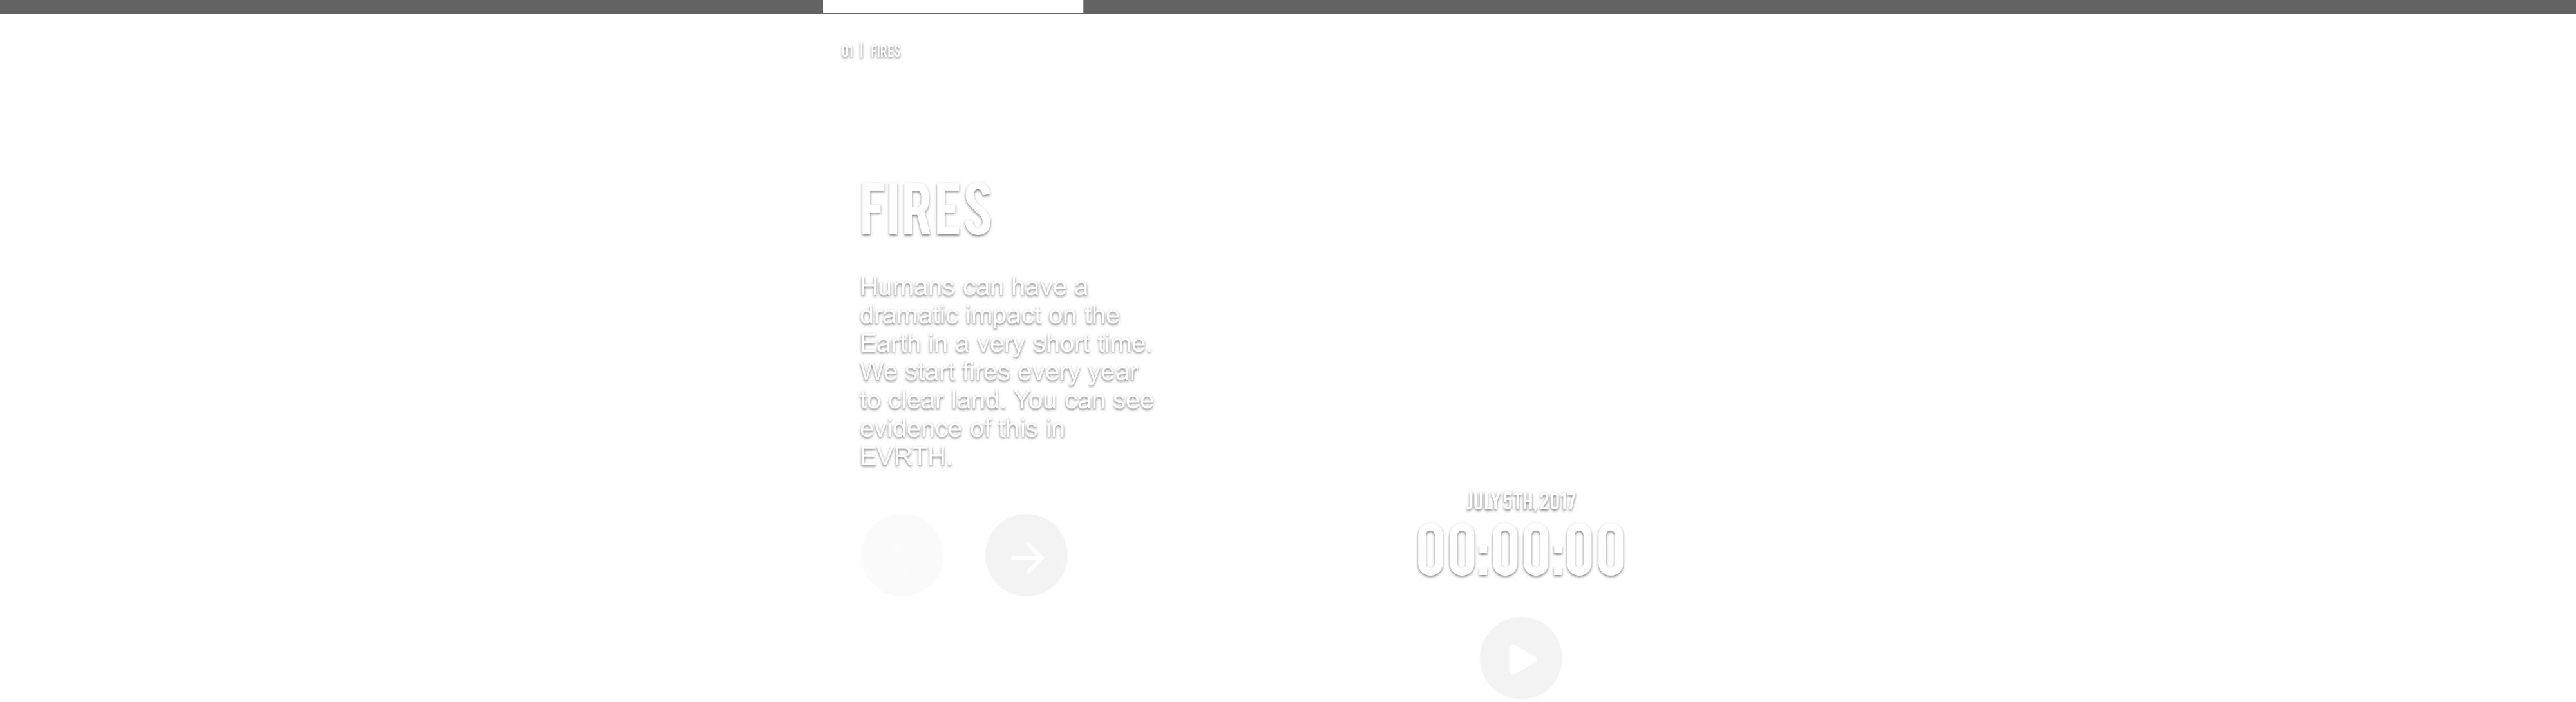 01 | FIRES
FIRES
Humans can have a
dramatic impact on the
Earth in a very short time.
We start fires every year
to clear land. You can see
evidence of this in
EVRTH.
JULY 5TH, 2017
00:00:00